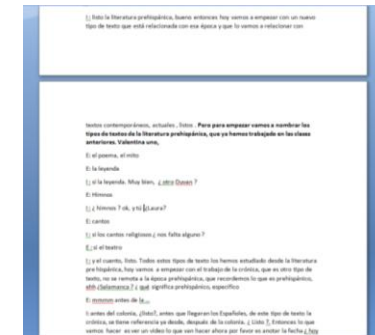 I: listo la literatura prehispánica, bueno entonces hoy vamos a empezar con un nuevo
tipo de texto que está relacionada con esa época y que lo vamos a relacionar con
textos contemporáneos, actuales . listos . Pero para empezar vamos a nombrar los
tipos de textos de la literatura prehispánica, que ya hemos trabajado en las clases
anteriores. Valentina uno,
E: el poema, el mito
E: la leyenda
I: si la leyenda. Muy bien, ¿ otro Duvan ?
E: Himnos
I: ¿ himnos ? ok, y tú ¿Laura?
E: cantos
I: si los cantos religiosos ¿ nos falta alguno ?
E: si el teatro
I: y el cuento, listo. Todos estos tipos de texto los hemos estudiado desde la literatura
pre hispánica, hoy vamos a empezar con el trabajo de la crónica, que es otro tipo de
texto, no se remota a la época prehispánica, que recordemos lo que es prehispánico,
ehh ¿Salamanca ? ¿ qué significa prehispánico, específico
E: mmmm antes de la ...
I: antes del colonia, ¿listo?, antes que llegaran los Españoles, de este tipo de texto la
crónica, se tiene referencia ya desde, después de la colonia. ¿ Listo ?, Entonces lo que
vamos hacer es ver un video lo que van hacer ahora por favor es anotar la fecha ¿ hoy